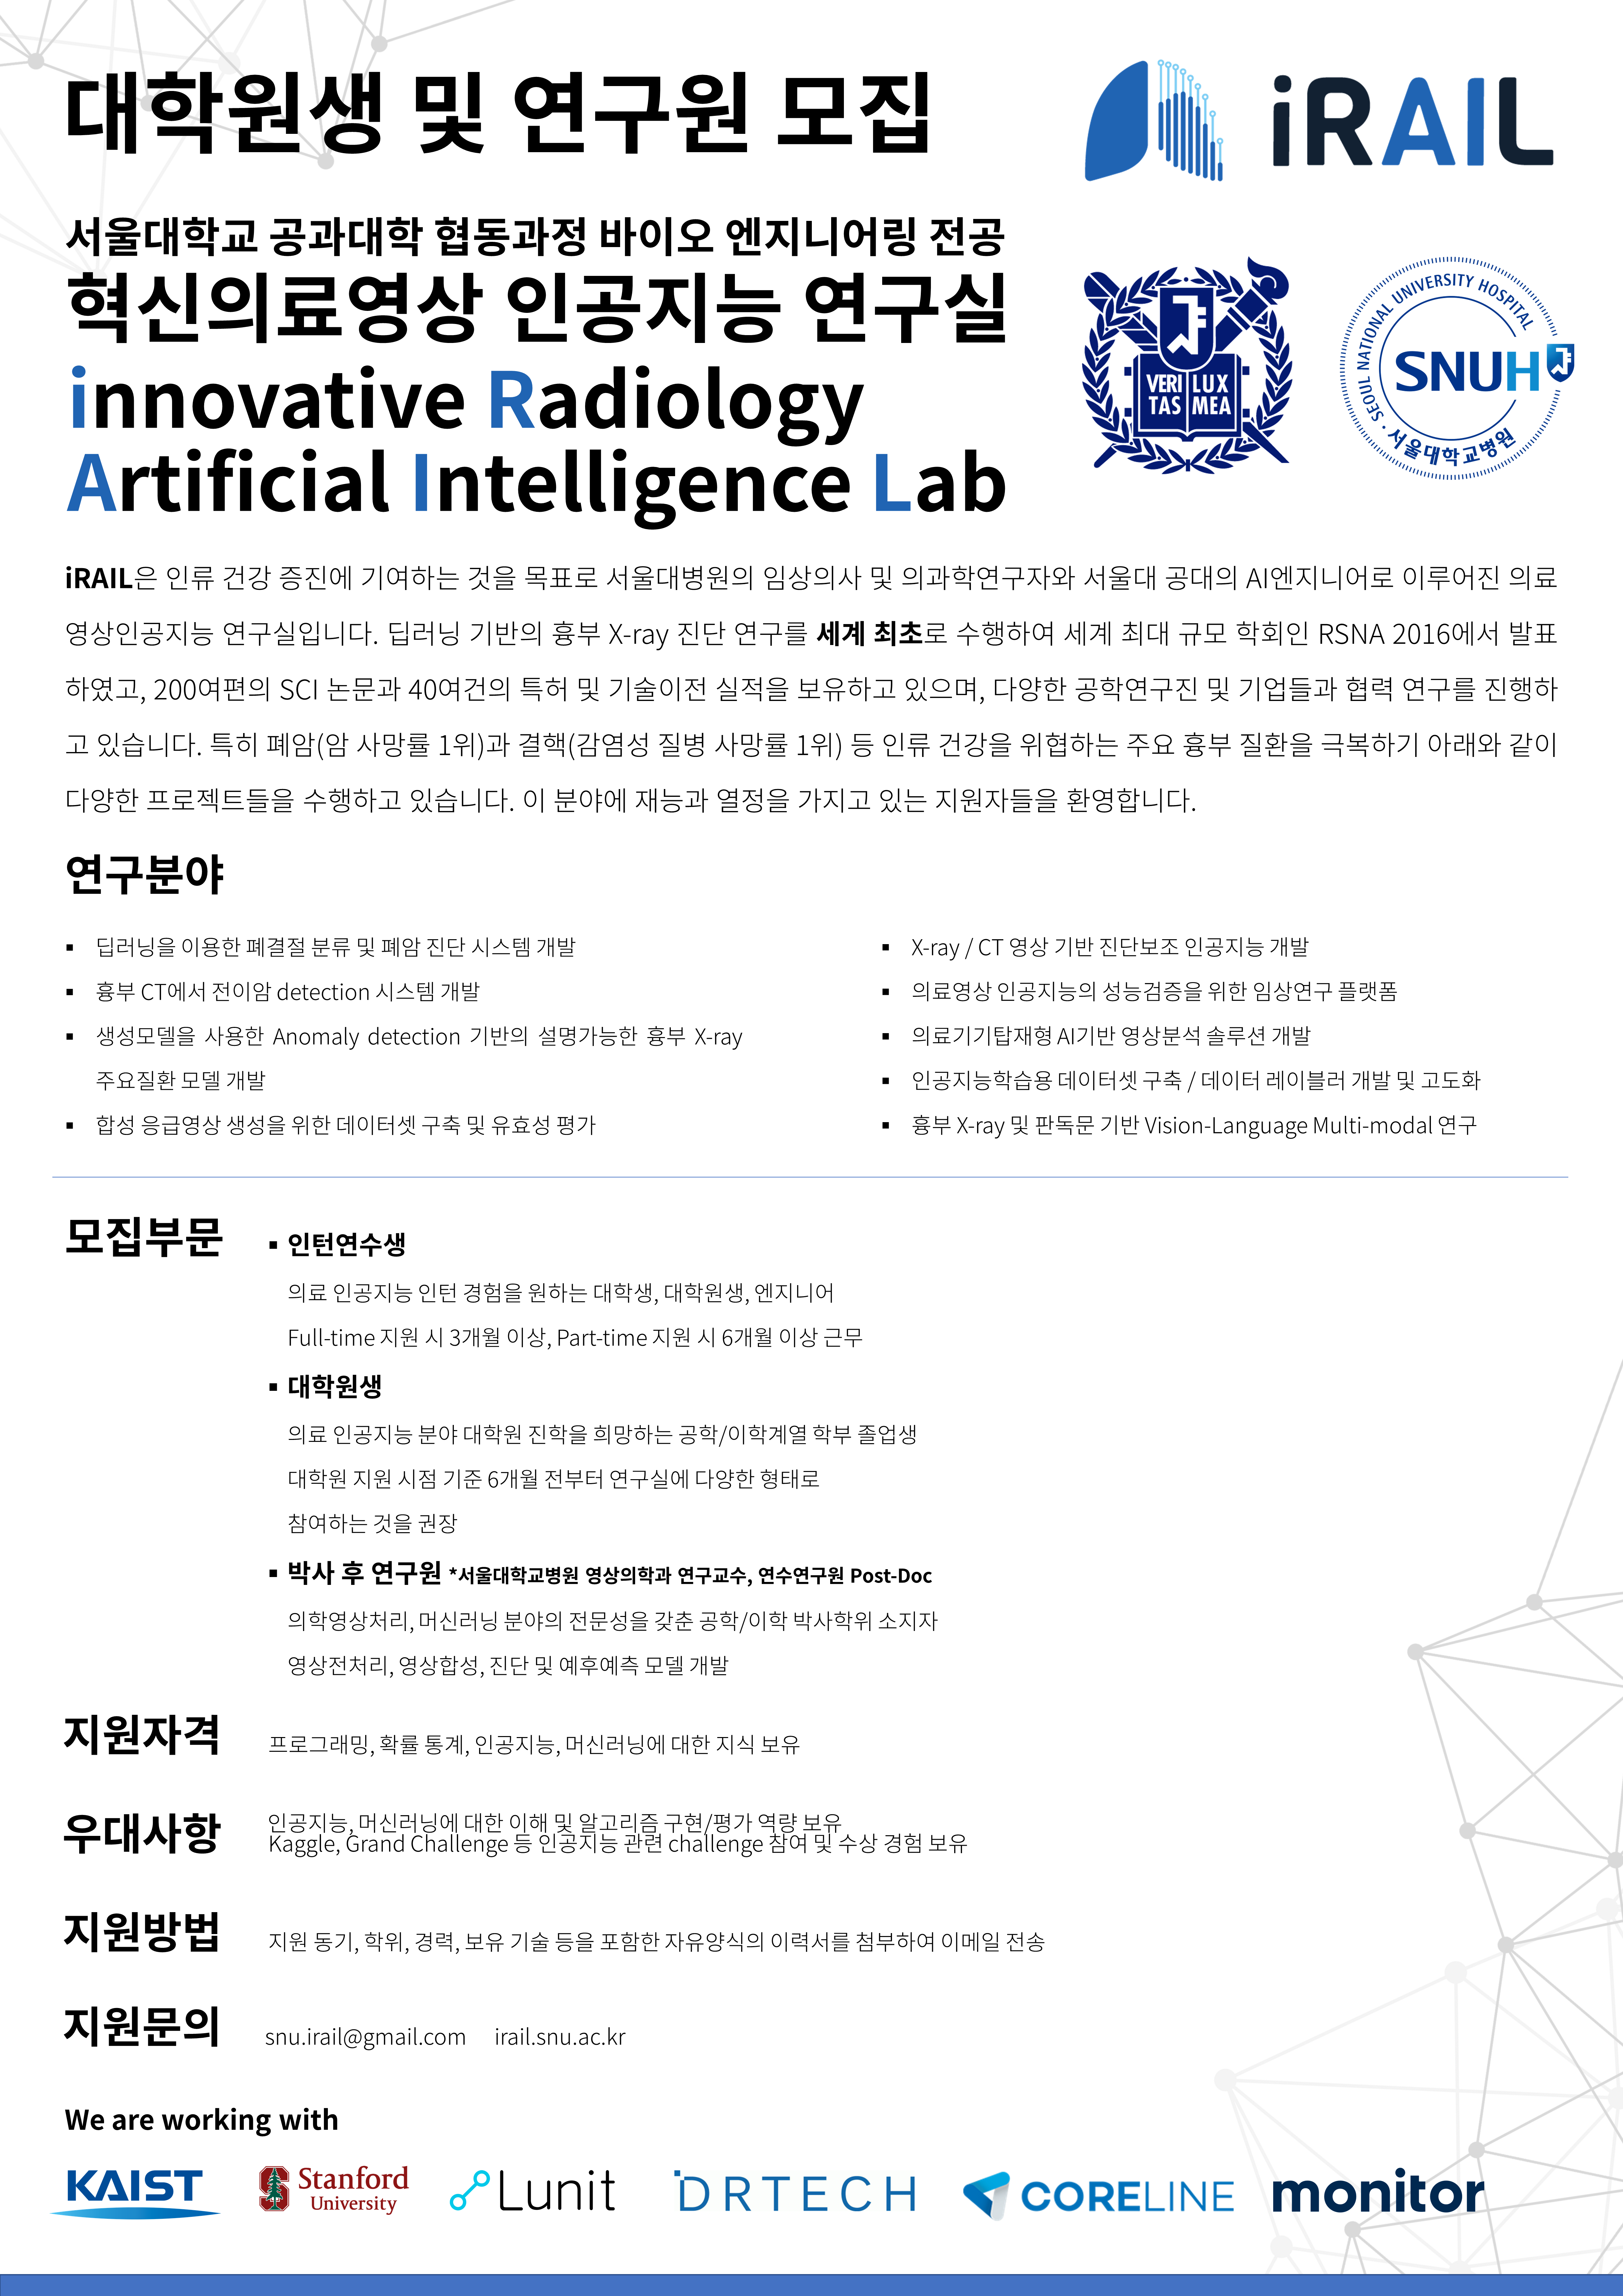 대학원생 및 연구원 모집
iRAIL
서울대학교 공과대학 협동과정 바이오 엔지니어링 전공
혁신의료영상 인공지능 연구실
innovative Radiology
Artificial Intelligence Lab
VERI LUX
TAS MEA
SEOUL NATIONAL UNIVERSITY HOSPITAL
SNUH
서울대학교병원
iRAIL은 인류 건강 증진에 기여하는 것을 목표로 서울대병원의 임상의사 및 의과학연구자와 서울대 공대의 AI엔지니어로 이루어진 의료
영상인공지능 연구실입니다. 딥러닝 기반의 흉부 X-ray 진단 연구를 세계 최초로 수행하여 세계 최대 규모 학회인 RSNA 2016에서 발표
하였고, 200여편의 SCI 논문과 40여건의 특허 및 기술이전 실적을 보유하고 있으며, 다양한 공학연구진 및 기업들과 협력 연구를 진행하
고 있습니다. 특히 폐암(암 사망률 1위)과 결핵(감염성 질병 사망률 1위) 등 인류 건강을 위협하는 주요 흉부 질환을 극복하기 아래와 같이
다양한 프로젝트들을 수행하고 있습니다. 이 분야에 재능과 열정을 가지고 있는 지원자들을 환영합니다.
연구분야
▪ 딥러닝을 이용한 폐결절 분류 및 폐암 진단 시스템 개발
▪ 흉부 CT에서 전이암 detection 시스템 개발
▪ 생성모델을 사용한 Anomaly detection 기반의 설명가능한 흉부 X-ray
주요질환 모델 개발
▪ 합성 응급영상 생성을 위한 데이터셋 구축 및 유효성 평가
▪ X-ray / CT 영상 기반 진단보조 인공지능 개발
▪ 의료영상 인공지능의 성능검증을 위한 임상연구 플랫폼
▪ 의료기기탑재형 AI기반 영상분석 솔루션 개발
▪ 인공지능학습용 데이터셋 구축 / 데이터 레이블러 개발 및 고도화
▪ 흉부 X-ray 및 판독문 기반 Vision-Language Multi-modal 연구
모집부문
▪ 인턴연수생
의료 인공지능 인턴 경험을 원하는 대학생, 대학원생, 엔지니어
Full-time 지원 시 3개월 이상, Part-time 지원 시 6개월 이상 근무
▪ 대학원생
의료 인공지능 분야 대학원 진학을 희망하는 공학/이학계열 학부 졸업생
대학원 지원 시점 기준 6개월 전부터 연구실에 다양한 형태로
참여하는 것을 권장
▪ 박사 후 연구원 *서울대학교병원 영상의학과 연구교수, 연수연구원 Post-Doc
의학영상처리, 머신러닝 분야의 전문성을 갖춘 공학/이학 박사학위 소지자
영상전처리, 영상합성, 진단 및 예후예측 모델 개발
지원자격
프로그래밍, 확률 통계, 인공지능, 머신러닝에 대한 지식 보유
우대사항
인공지능, 머신러닝에 대한 이해 및 알고리즘 구현/평가 역량 보유
Kaggle, Grand Challenge 등 인공지능 관련 challenge 참여 및 수상 경험 보유
지원방법
지원 동기, 학위, 경력, 보유 기술 등을 포함한 자유양식의 이력서를 첨부하여 이메일 전송
지원문의
snu.irail@gmail.com irail.snu.ac.kr
We are working with
KAIST
Stanford
University
Lunit
DRTECH
CORELINE
monitor